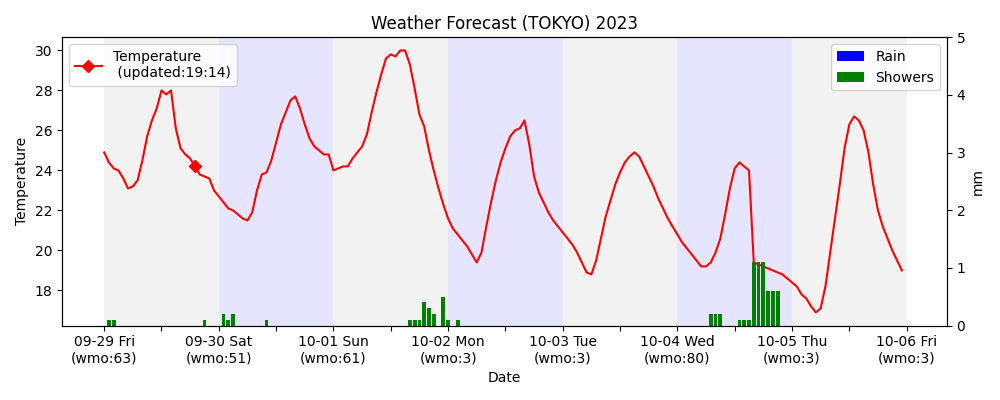 Weather Forecast (TOKYO) 2023
Temperature
(updated:19:14)
Rain
Showers
30
28
26
24
22
20
18
Temperature
5
4
3
2
1
0
mm
09-29 Fri
(wmo:63)
09-30 Sat
(wmo:51)
10-01 Sun
(wmo:61)
10-02 Mon
(wmo:3)
10-03 Tue
(wmo:3)
10-04 Wed
(wmo:80)
10-05 Thu
(wmo:3)
10-06 Fri
(wmo:3)
Date